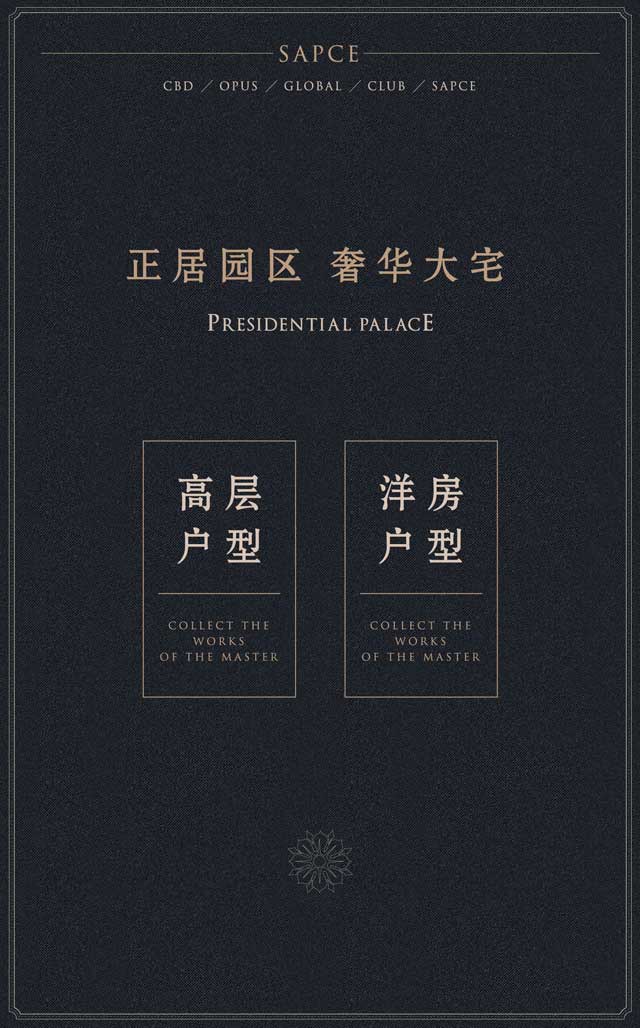 SAPCE
CBD / OPUS / GLOBAL / CLUB / SAPCE
正居园区 奢华大宅
PRESIDENTIAL PALACE
高层
户型
COLLECT THE
WORKS
OF THE MASTER
洋房
户型
COLLECT THE
WORKS
OF THE MASTER